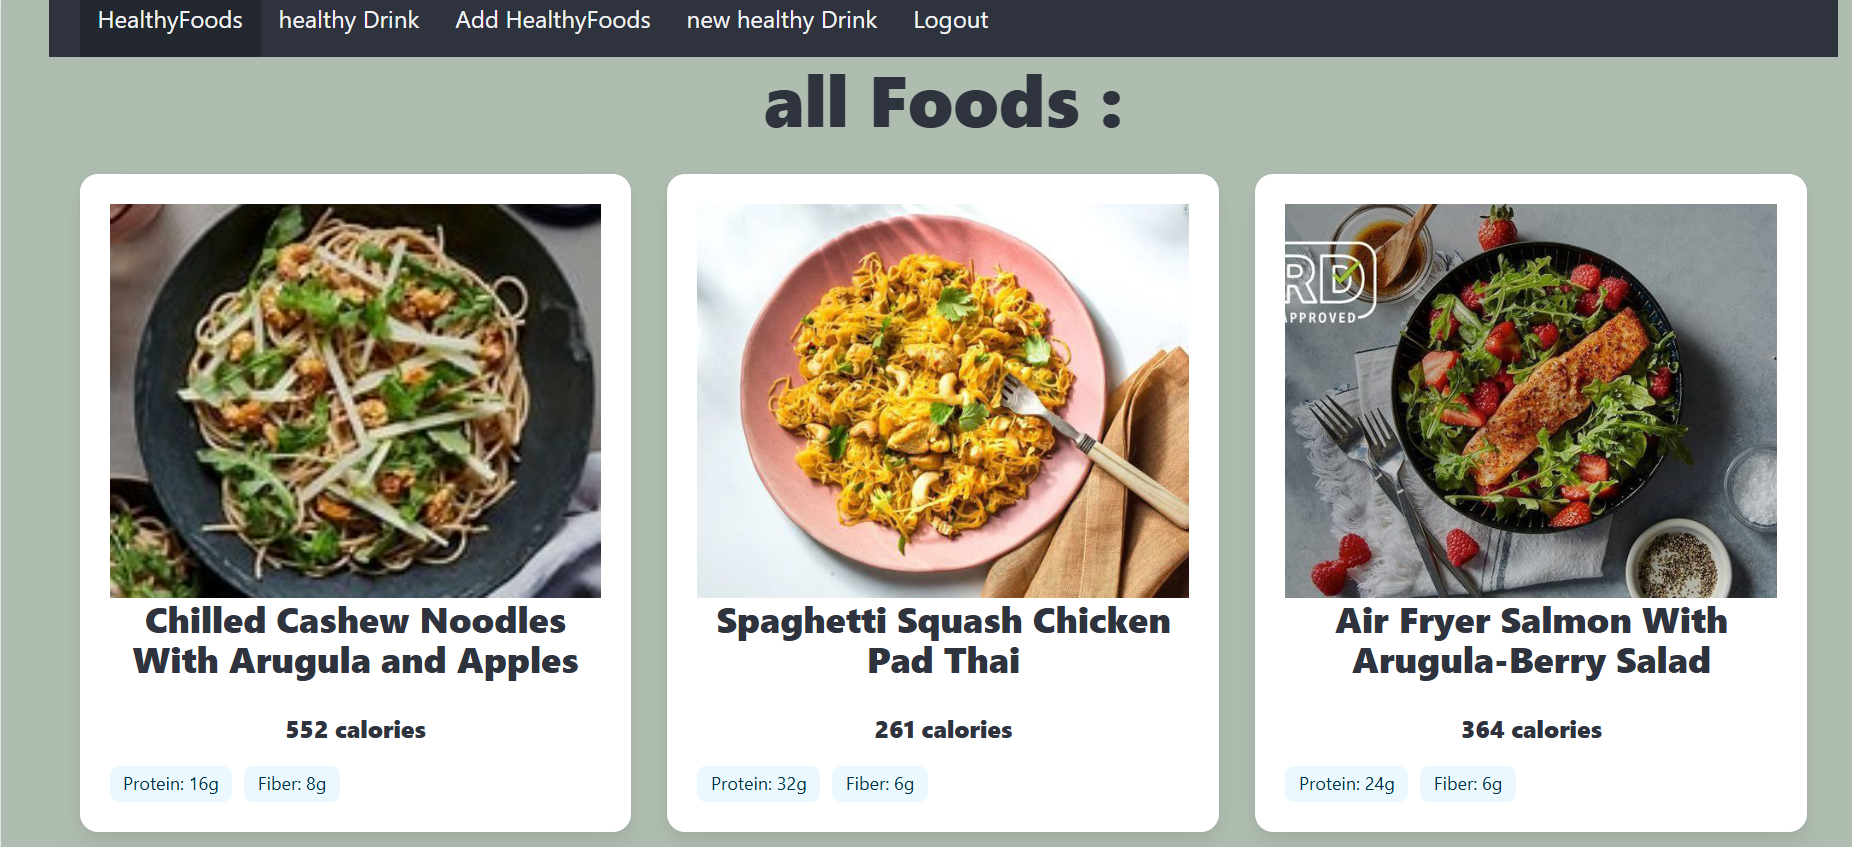 HealthyFoods healthy Drink Add HealthyFoods new healthy Drink Logout
all Foods :
RD
APPROVED
Chilled Cashew Noodles
With Arugula and Apples
552 calories
Protein: 16g Fiber: 8g
Spaghetti Squash Chicken
Pad Thai
261 calories
Protein: 32g Fiber: 6g
Air Fryer Salmon With
Arugula-Berry Salad
364 calories
Protein: 24g Fiber: 6g